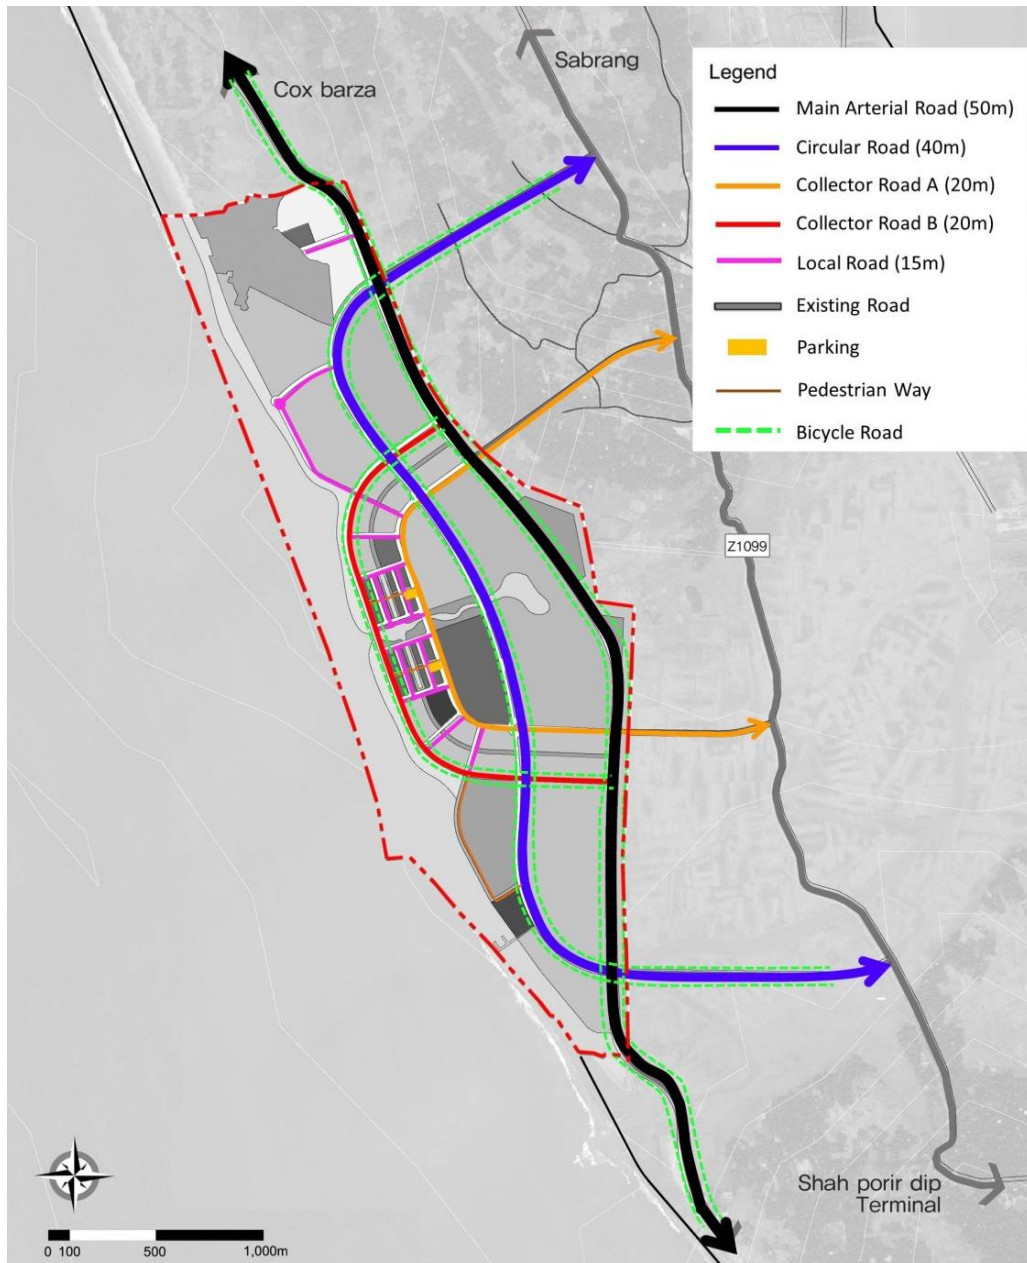 Cox barza
Sabrang
Legend
Main Arterial Road (50m)
Circular Road (40m)
Collector Road A (20m)
Collector Road B (20m)
Local Road (15m)
Existing Road
Parking
Pedestrian Way
Bicycle Road
Z1099
Shah porir dip
Terminal
0 100 500 1,000m